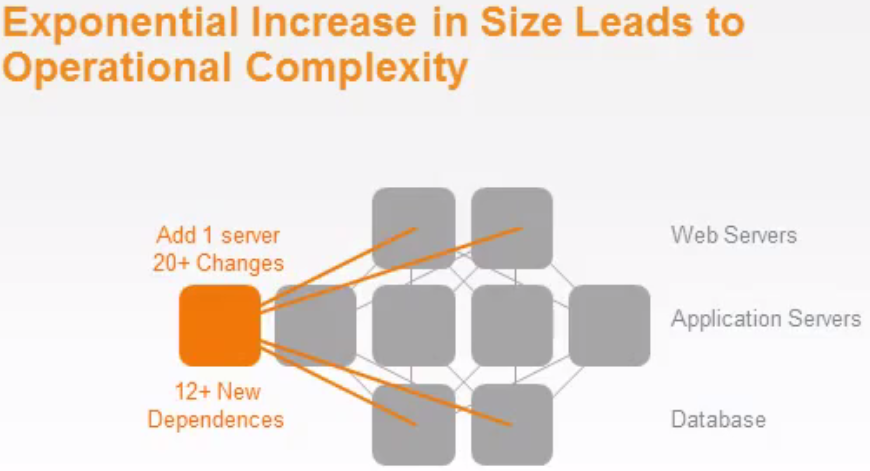 Exponential Increase in Size Leads to
Operational Complexity
Add 1 server
20+ Changes
Web Servers
Application Servers
12+ New
Dependences
Database